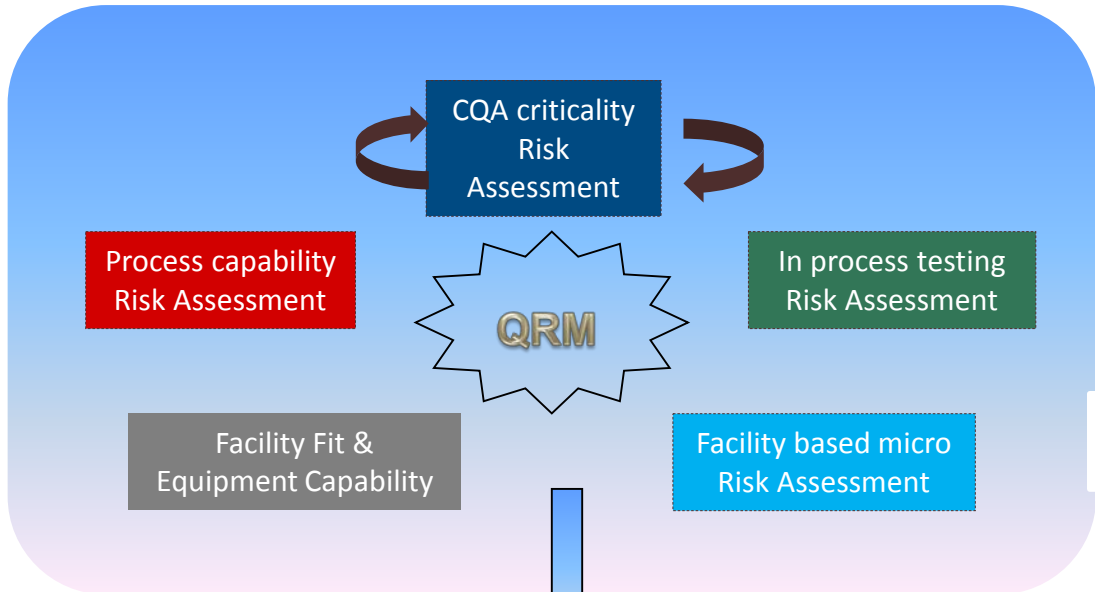 CQA criticality
Risk
Assessment
Process capability
Risk Assessment
In process testing
Risk Assessment
QRM
Facility Fit &
Equipment Capability
Facility based micro
Risk Assessment